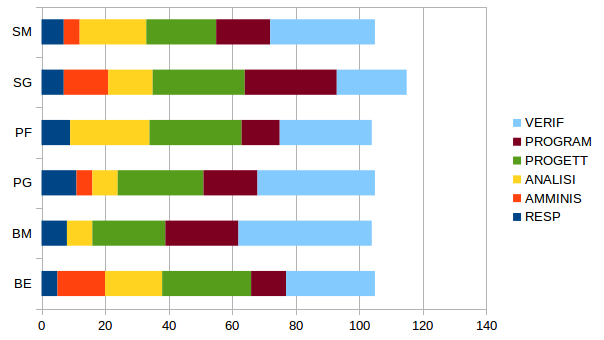 SM
SG
PF
PG
BM
BE
0 20 40 60 80 100 120 140
VERIF
PROGRAM
PROGETT
ANALISI
AMMINIS
RESP